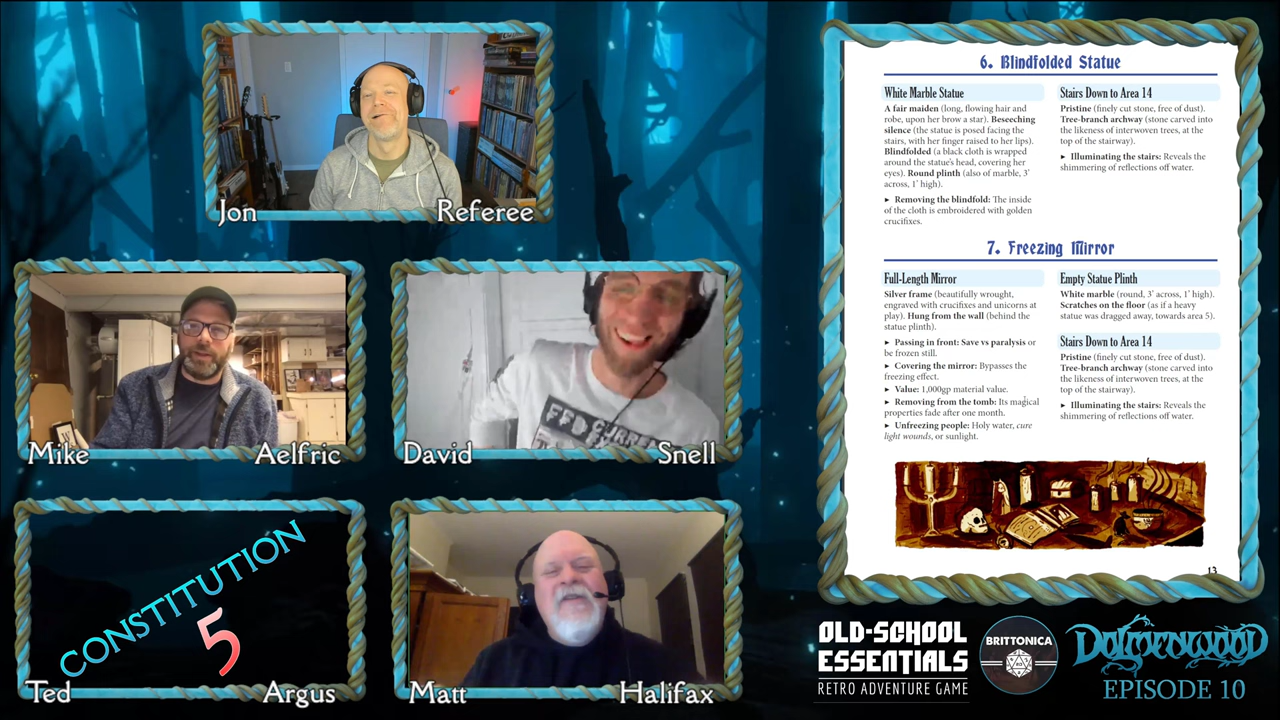 Jon Referee
Mike Aelfric
David Snell
CONSTITUTION
5
Ted Argus
Matt Halifax
6. Blindfolded Statue
White Marble Statue
A fair maiden (long, flowing hair and
robe, upon her brow a star). Beseeching
silence (the statue is posed facing the
stairs, with her finger raised to her lips).
Blindfolded (a black cloth is wrapped
around the statue's head, covering her
eyes). Round plinth (also of marble, 3'
across, 1' high).
► Removing the blindfold: The inside
of the cloth is embroidered with golden
crucifixes.
Stairs Down to Area 14
Pristine (finely cut stone, free of dust).
Tree-branch archway (stone carved into
the likeness of interwoven trees, at the
top of the stairway).
► Illuminating the stairs: Reveals the
shimmering of reflections off water.
7. Freezing Mirror
Full-Length Mirror
Silver frame (beautifully wrought,
engraved with crucifixes and unicorns at
play). Hung from the wall (behind the
statue plinth).
► Passing in front: Save vs paralysis or
be frozen still.
► Covering the mirror: Bypasses the
freezing effect.
► Value: 1,000gp material value.
► Removing from the tomb: Its magical
properties fade after one month.
► Unfreezing people: Holy water, cure
light wounds, or sunlight.
Empty Statue Plinth
White marble (round, 3' across, 1' high).
Scratches on the floor (as if a heavy
statue was dragged away, towards area 5).
Stairs Down to Area 14
Pristine (finely cut stone, free of dust).
Tree-branch archway (stone carved into
the likeness of interwoven trees, at the
top of the stairway).
► Illuminating the stairs: Reveals the
shimmering of reflections off water.
13
OLD-SCHOOL
ESSENTIALS
RETRO ADVENTURE GAME
BRITTONICA
Dolmenwood
EPISODE 10